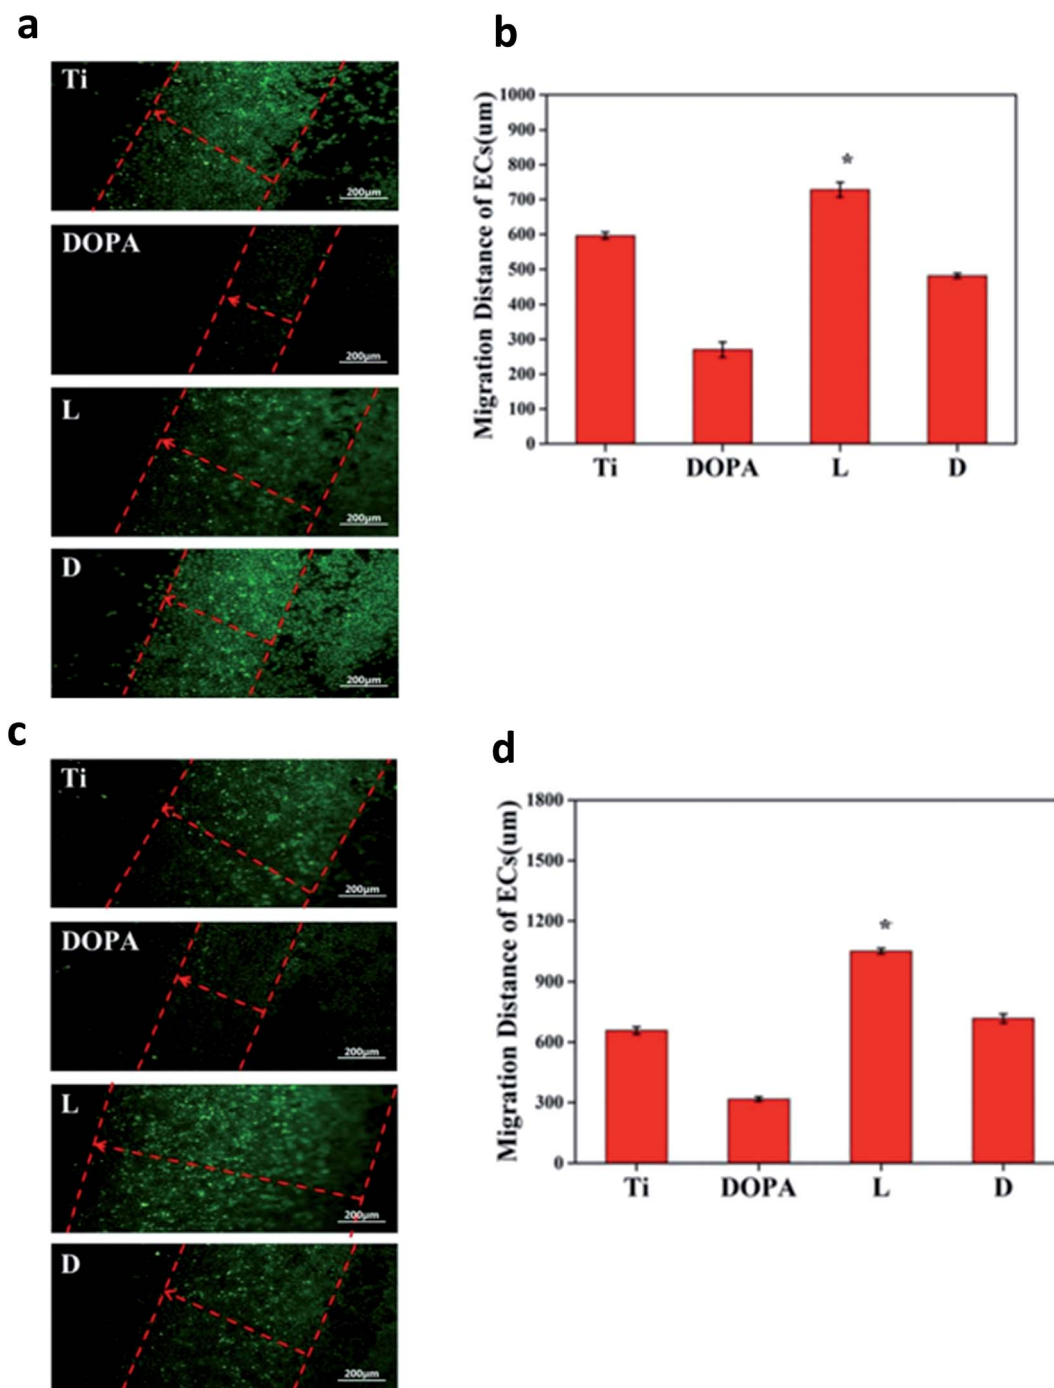 a
Ti
200μm
DOPA
200μm
L
200μm
D
200μm
b
Migration Distance of ECs(um)
1000
900
800
700
600
500
400
300
200
100
0
*
Ti DOPA L D
c
Ti
200μm
DOPA
200μm
L
200μm
D
200μm
d
Migration Distance of ECs(um)
1800
1500
1200
900
600
300
0
*
Ti DOPA L D